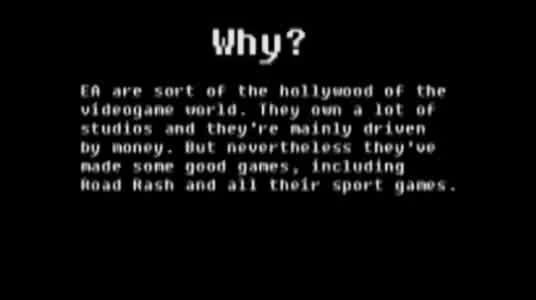 Why?
EA are sort of the hollywood of the
videogame world. They own a lot of
studios and they're mainly driven
by money. But nevertheless they've
made some good games, including
Road Rash and all their sport games.